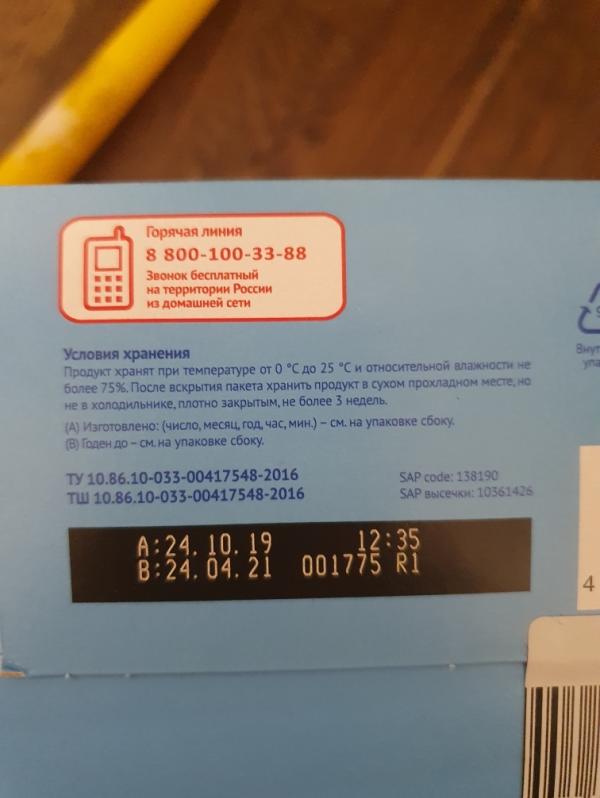 Горячая линия
8 800-100-33-88
Звонок бесплатный
на территории России
из домашней сети
Условия хранения
Продукт хранят при температуре от 0 °C до 25 °C и относительной влажности не
более 75%. После вскрытия пакета хранить продукт в сухом прохладном месте, но
не в холодильнике, плотно закрытым, не более 3 недель.
(A) Изготовлено: (число, месяц, год, час, мин.) – см. на упаковке сбоку.
(B) Годен до – см. на упаковке сбоку.
ТУ 10.86.10-033-00417548-2016
ТШ 10.86.10-033-00417548-2016
SAP code: 138190
SAP высечки: 10361426
A:24.10.19 12:35
B:24.04.21 001775 R1
4